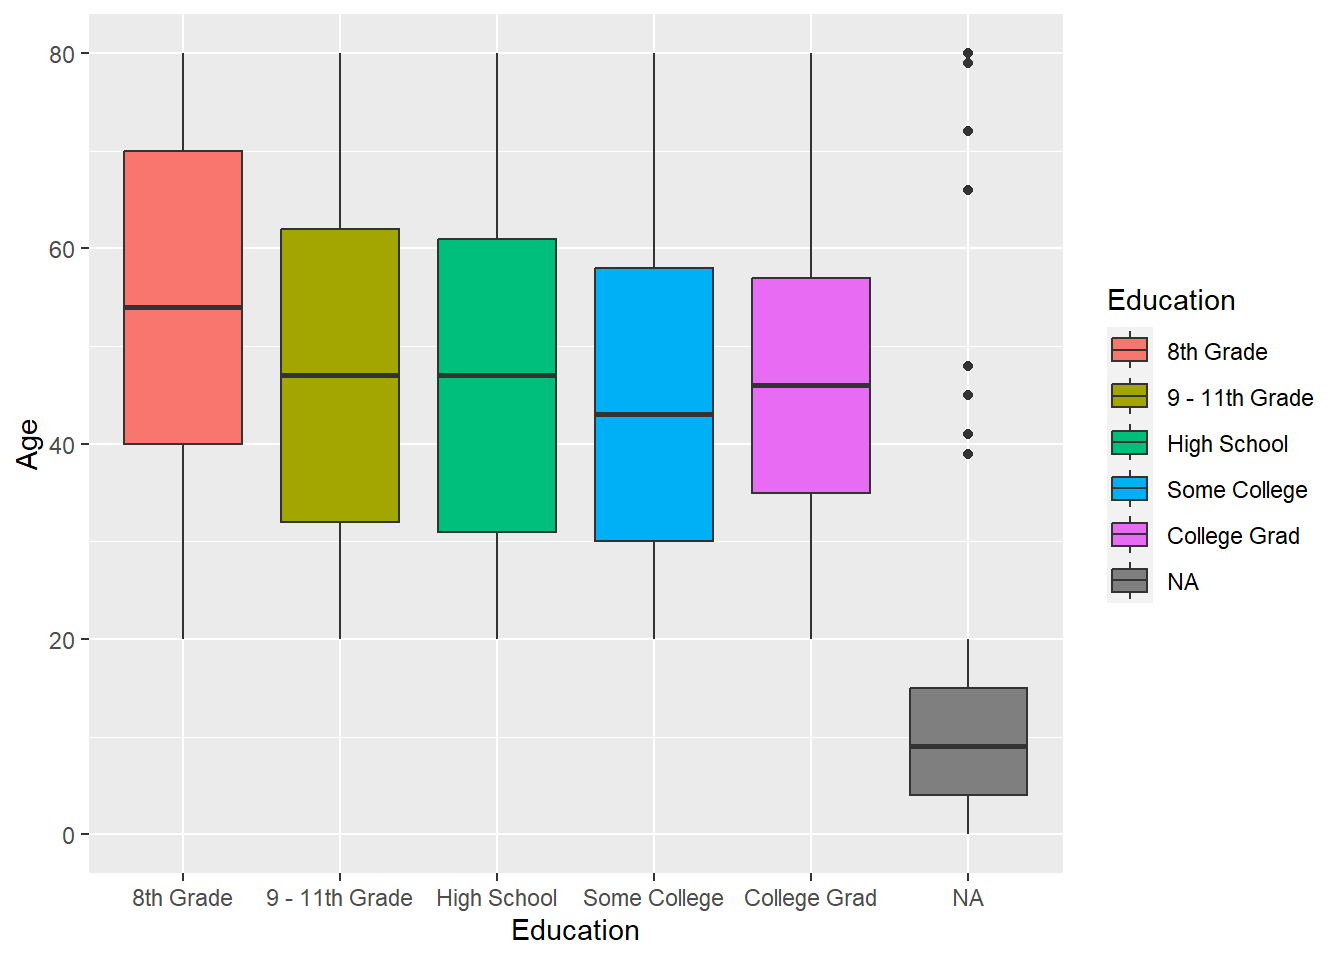 80
60
40
20
0
Age
8th Grade
9 - 11th Grade
High School
Some College
College Grad
NA
Education
Education
8th Grade
9 - 11th Grade
High School
Some College
College Grad
NA